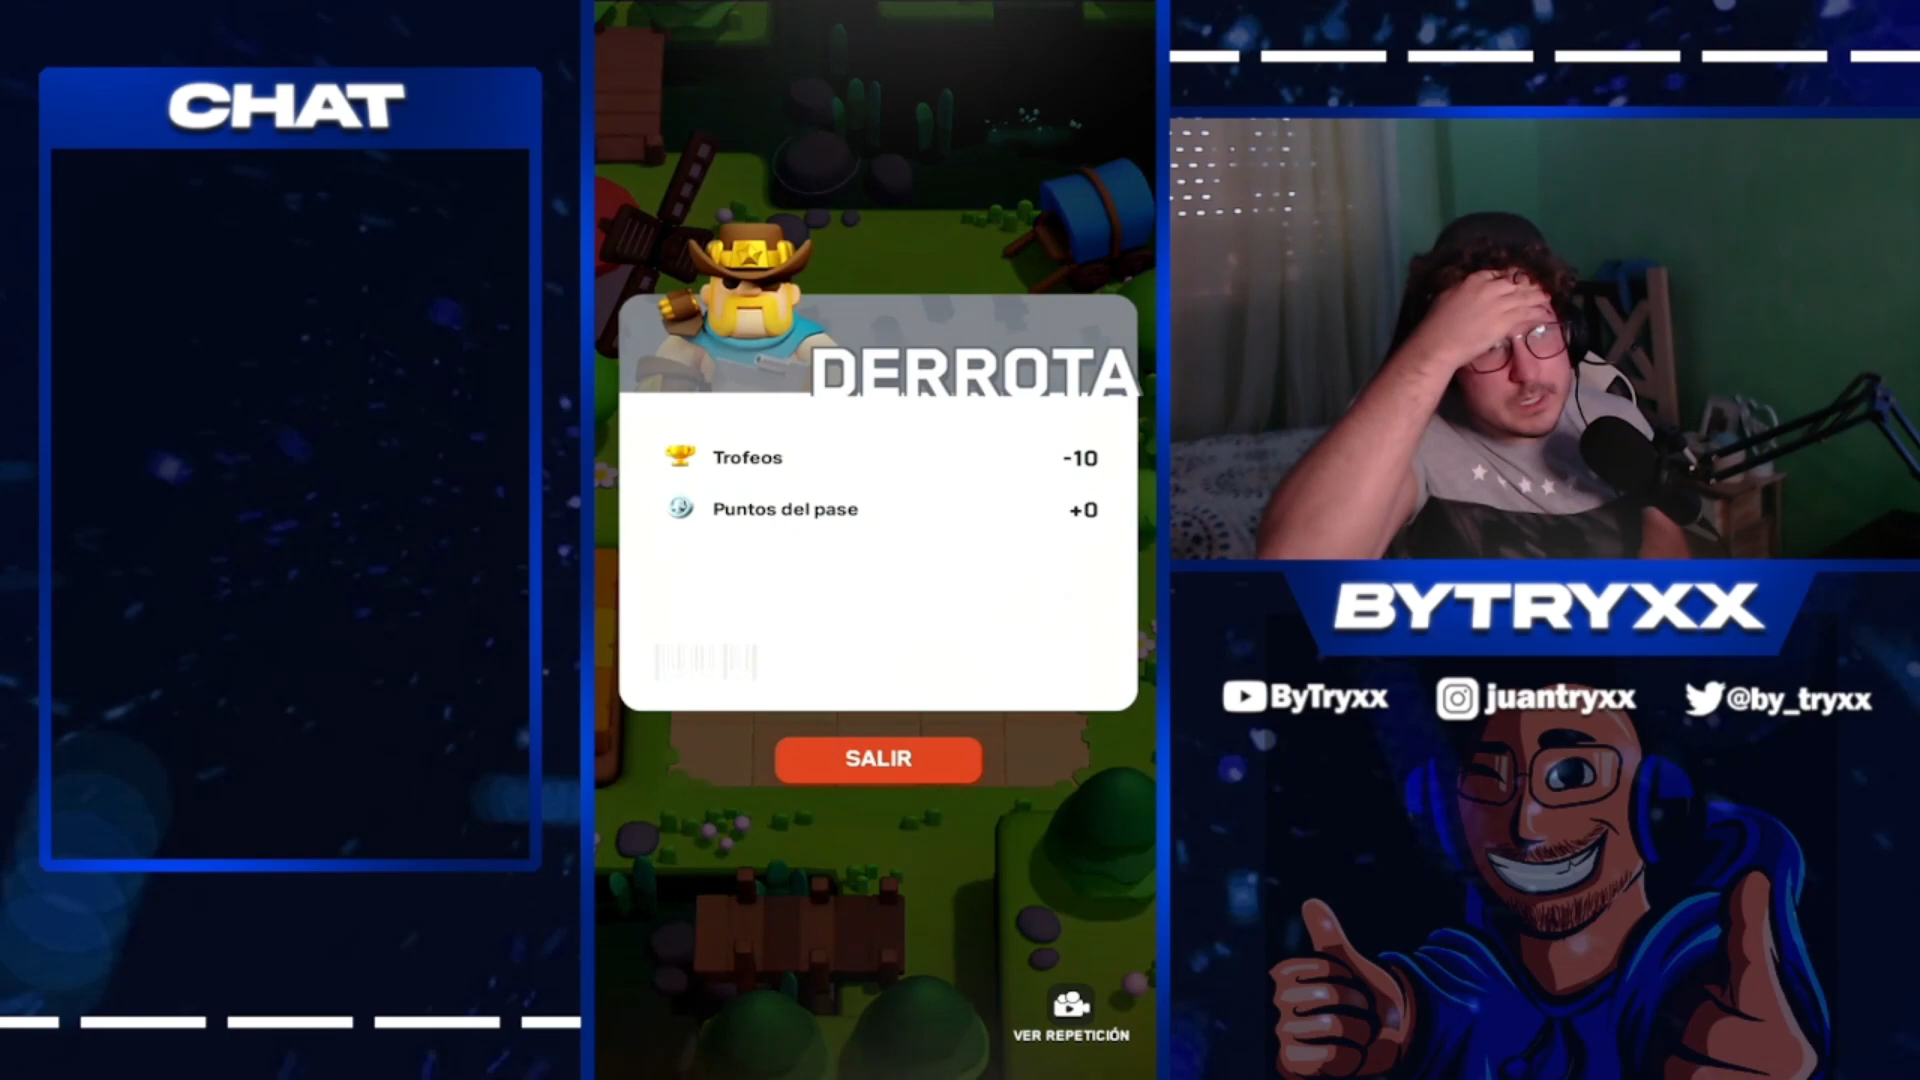 CHAT
DERROTA
Trofeos -10
Puntos del pase +0
SALIR
VER REPETICIÓN
BYTRYXX
ByTryxx juantryxx @by_tryxx